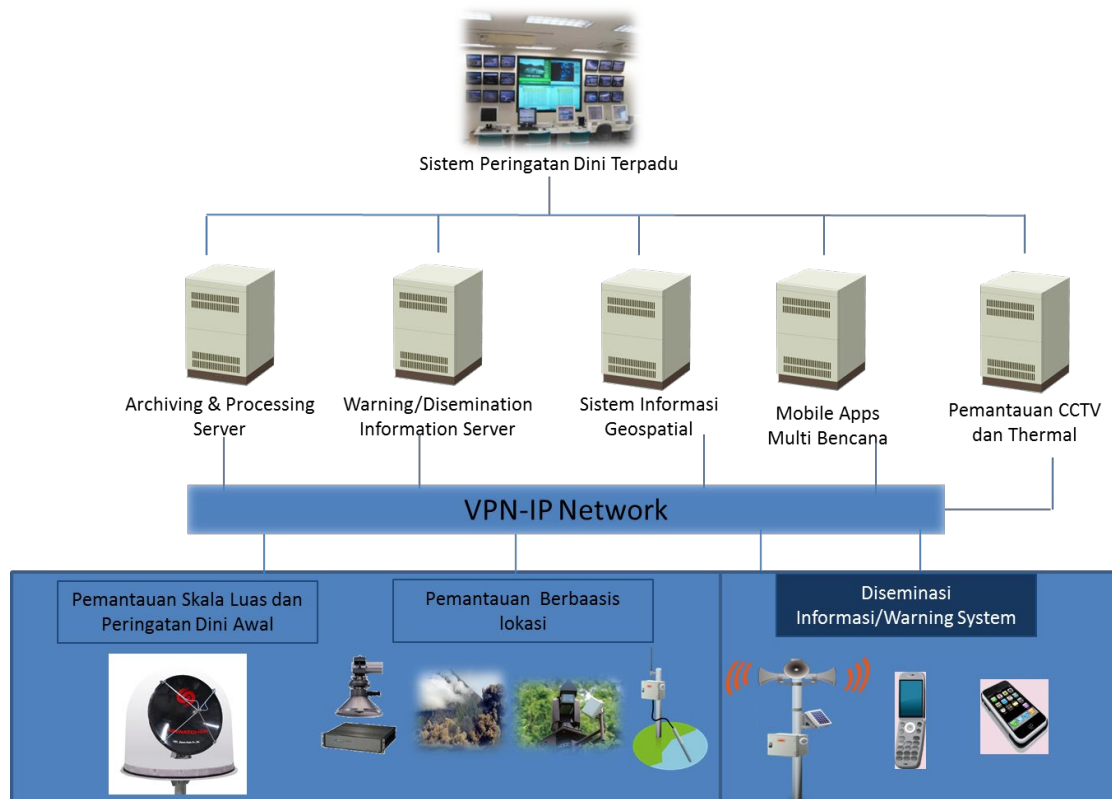 Sistem Peringatan Dini Terpadu
Archiving & Processing
Server
Warning/Disemination
Information Server
Sistem Informasi
Geospatial
Mobile Apps
Multi Bencana
Pemantauan CCTV
dan Thermal
VPN-IP Network
Pemantauan Skala Luas dan
Peringatan Dini Awal
Pemantauan Berbaasis
lokasi
Diseminasi
Informasi/Warning System